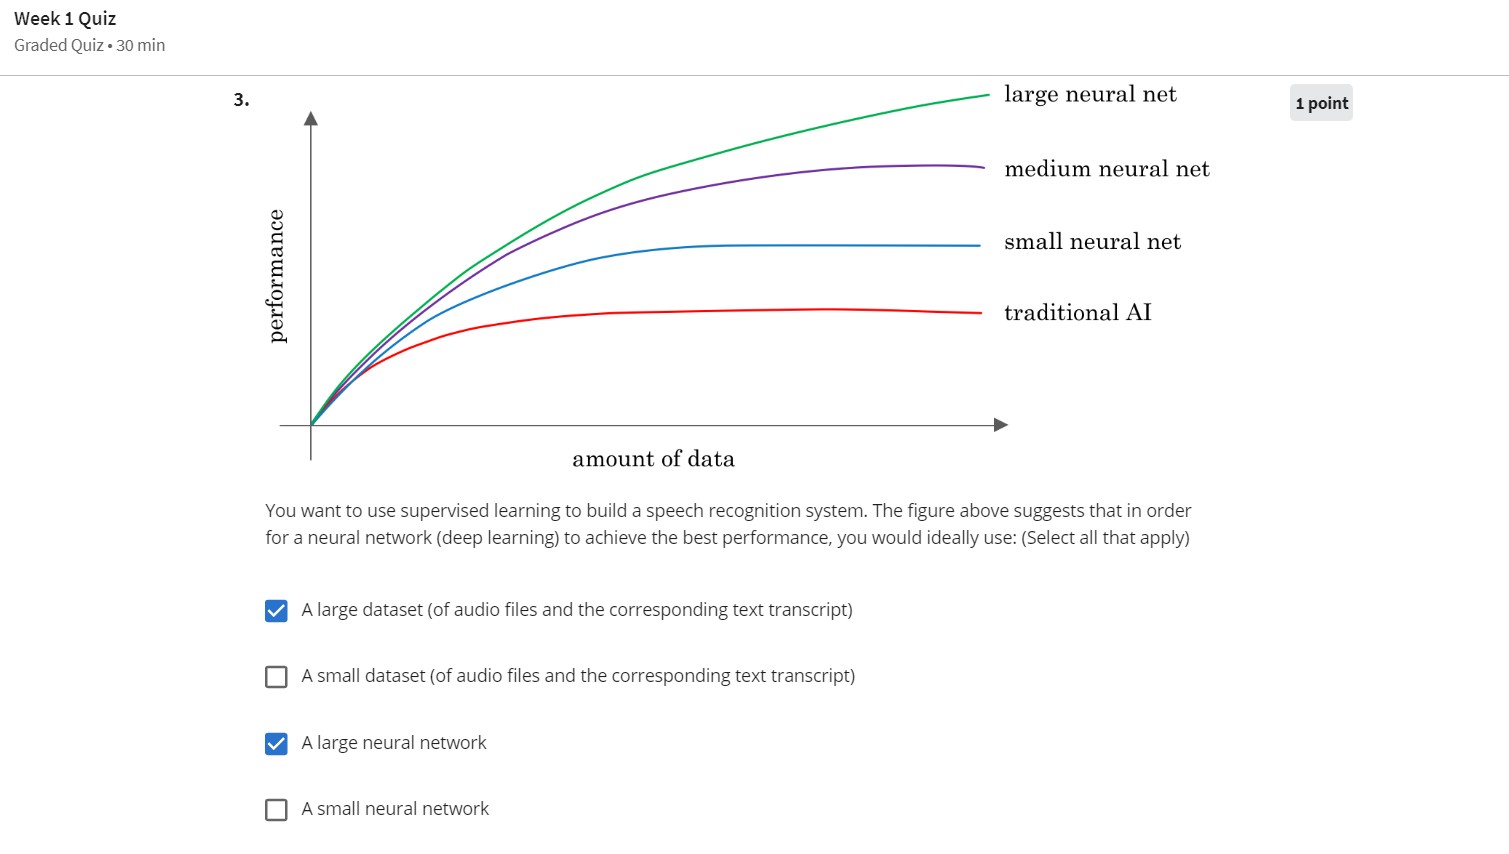 Week 1 Quiz
Graded Quiz • 30 min
3.
1 point
large neural net
medium neural net
small neural net
traditional AI
performance
amount of data
You want to use supervised learning to build a speech recognition system. The figure above suggests that in order
for a neural network (deep learning) to achieve the best performance, you would ideally use: (Select all that apply)
A large dataset (of audio files and the corresponding text transcript)
A small dataset (of audio files and the corresponding text transcript)
A large neural network
A small neural network